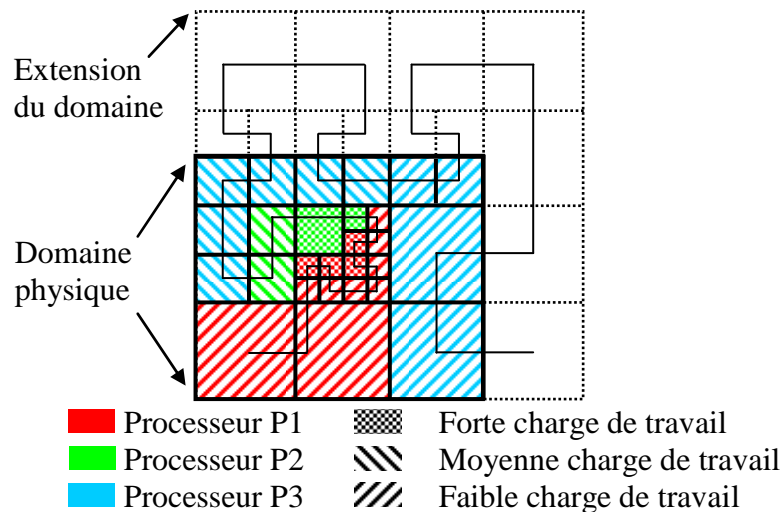 Extension
du domaine
Domaine
physique
Processeur P1 Forte charge de travail
Processeur P2 Moyenne charge de travail
Processeur P3 Faible charge de travail